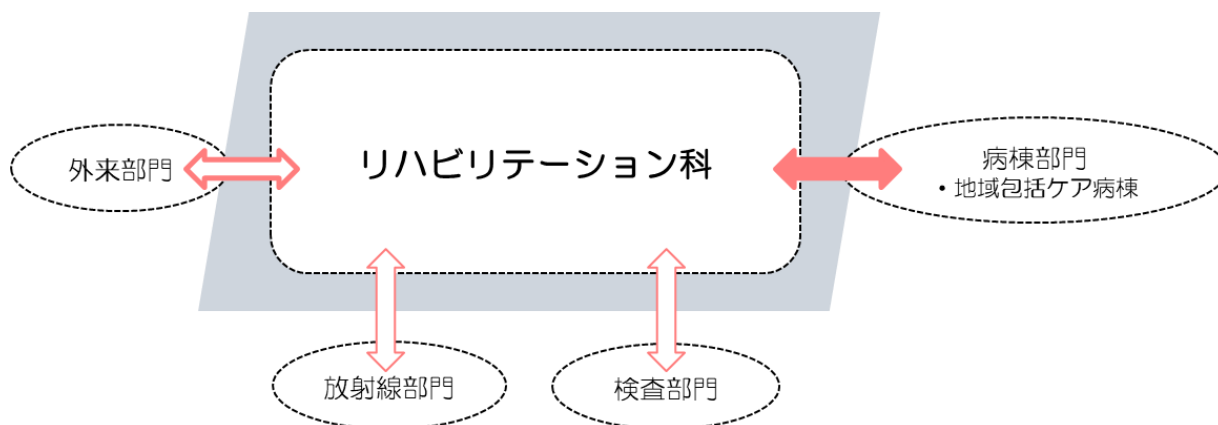 リハビリテーション科
外来部門
病棟部門
・地域包括ケア病棟
放射線部門
検査部門